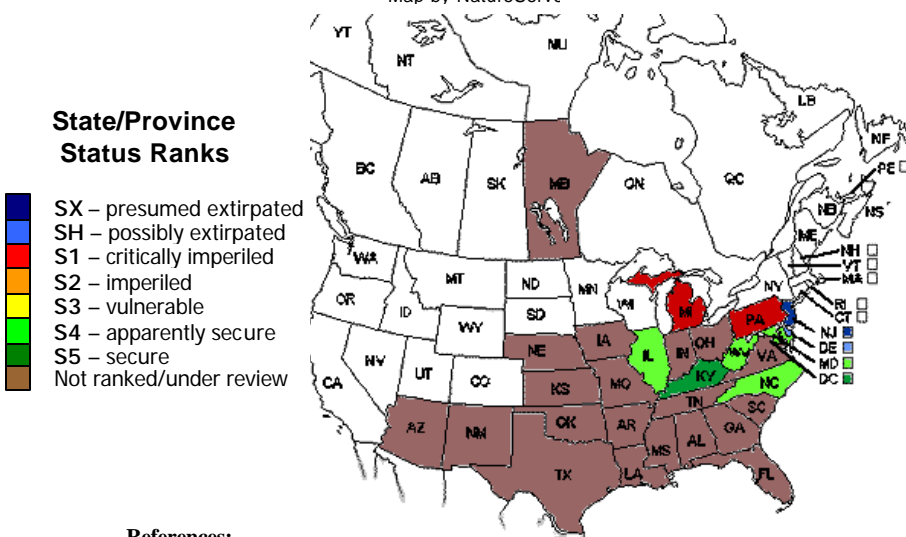 Map by NatureServe
State/Province
Status Ranks
SX – presumed extirpated
SH – possibly extirpated
S1 – critically imperiled
S2 – imperiled
S3 – vulnerable
S4 – apparently secure
S5 – secure
Not ranked/under review
YT
NT
NU
BC
AB
SK
MB
ON
QC
LB
NF
PE
NB
NS
ME
NH
VT
MA
RI
CT
NJ
DE
MD
DC
WA
MT
ND
MN
WI
MI
NY
PA
OR
ID
WY
SD
IA
IL
IN
OH
WV
VA
NV
UT
CO
NE
KS
MO
KY
NC
TN
SC
CA
AZ
NM
OK
AR
MS
AL
GA
TX
LA
FL
References: